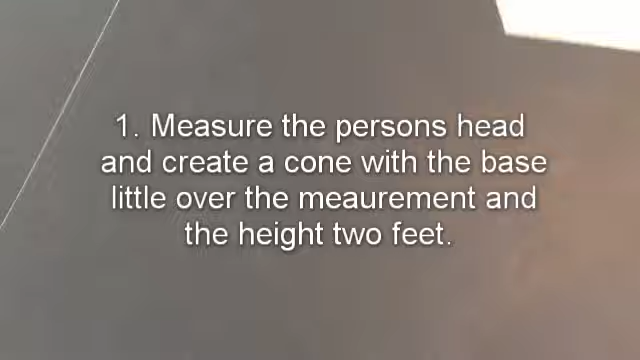 1. Measure the persons head
and create a cone with the base
little over the meaurement and
the height two feet.